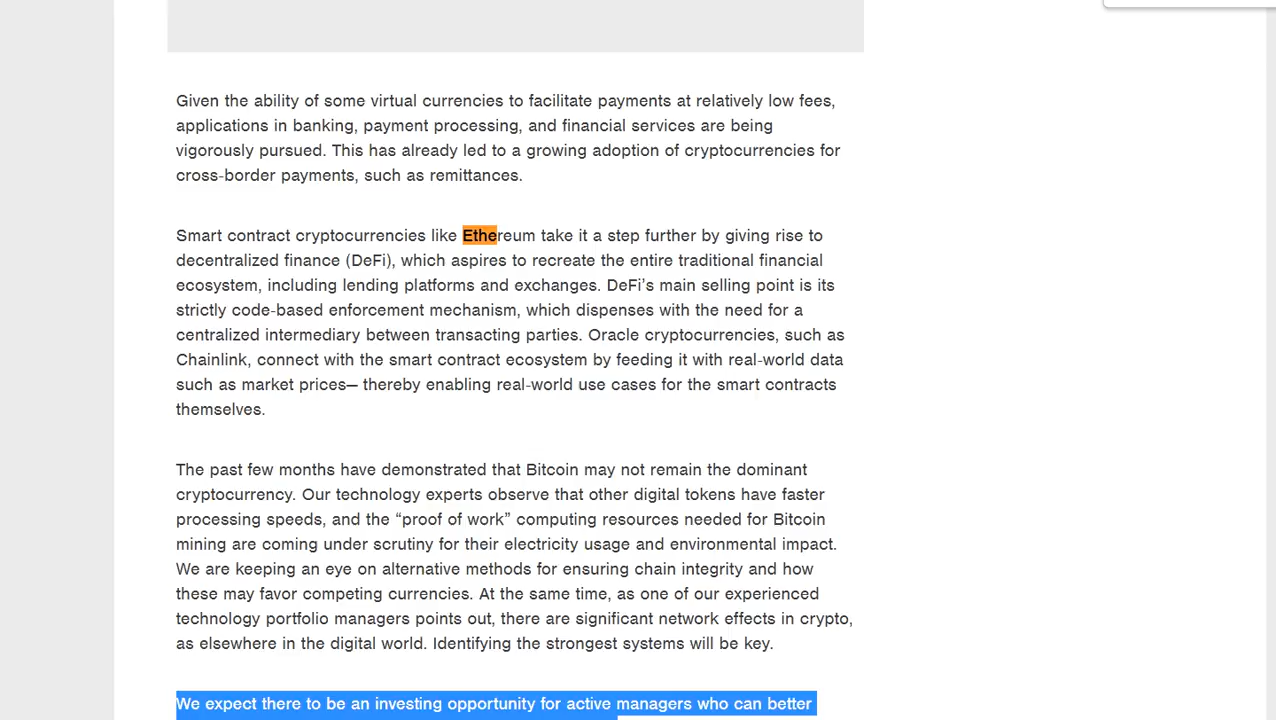 Given the ability of some virtual currencies to facilitate payments at relatively low fees,
applications in banking, payment processing, and financial services are being
vigorously pursued. This has already led to a growing adoption of cryptocurrencies for
cross-border payments, such as remittances.
Smart contract cryptocurrencies like Ethereum take it a step further by giving rise to
decentralized finance (DeFi), which aspires to recreate the entire traditional financial
ecosystem, including lending platforms and exchanges. DeFi’s main selling point is its
strictly code-based enforcement mechanism, which dispenses with the need for a
centralized intermediary between transacting parties. Oracle cryptocurrencies, such as
Chainlink, connect with the smart contract ecosystem by feeding it with real-world data
such as market prices— thereby enabling real-world use cases for the smart contracts
themselves.
The past few months have demonstrated that Bitcoin may not remain the dominant
cryptocurrency. Our technology experts observe that other digital tokens have faster
processing speeds, and the “proof of work” computing resources needed for Bitcoin
mining are coming under scrutiny for their electricity usage and environmental impact.
We are keeping an eye on alternative methods for ensuring chain integrity and how
these may favor competing currencies. At the same time, as one of our experienced
technology portfolio managers points out, there are significant network effects in crypto,
as elsewhere in the digital world. Identifying the strongest systems will be key.
We expect there to be an investing opportunity for active managers who can better